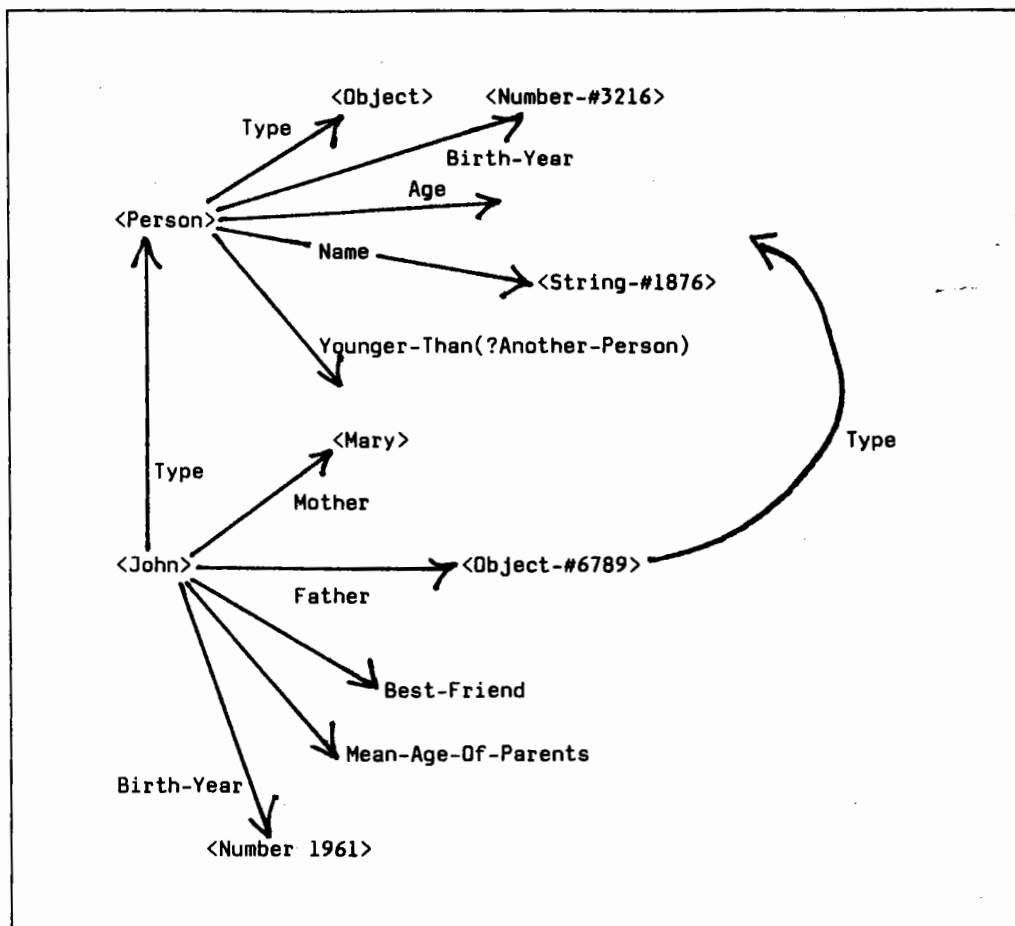 <Object> <Number-#3216>
Type
Birth-Year
Age
<Person>
Name
<String-#1876>
Younger-Than(?Another-Person)
<Mary>
Type
Type
Mother
<John> <Object-#6789>
Father
Best-Friend
Mean-Age-Of-Parents
Birth-Year
<Number 1961>